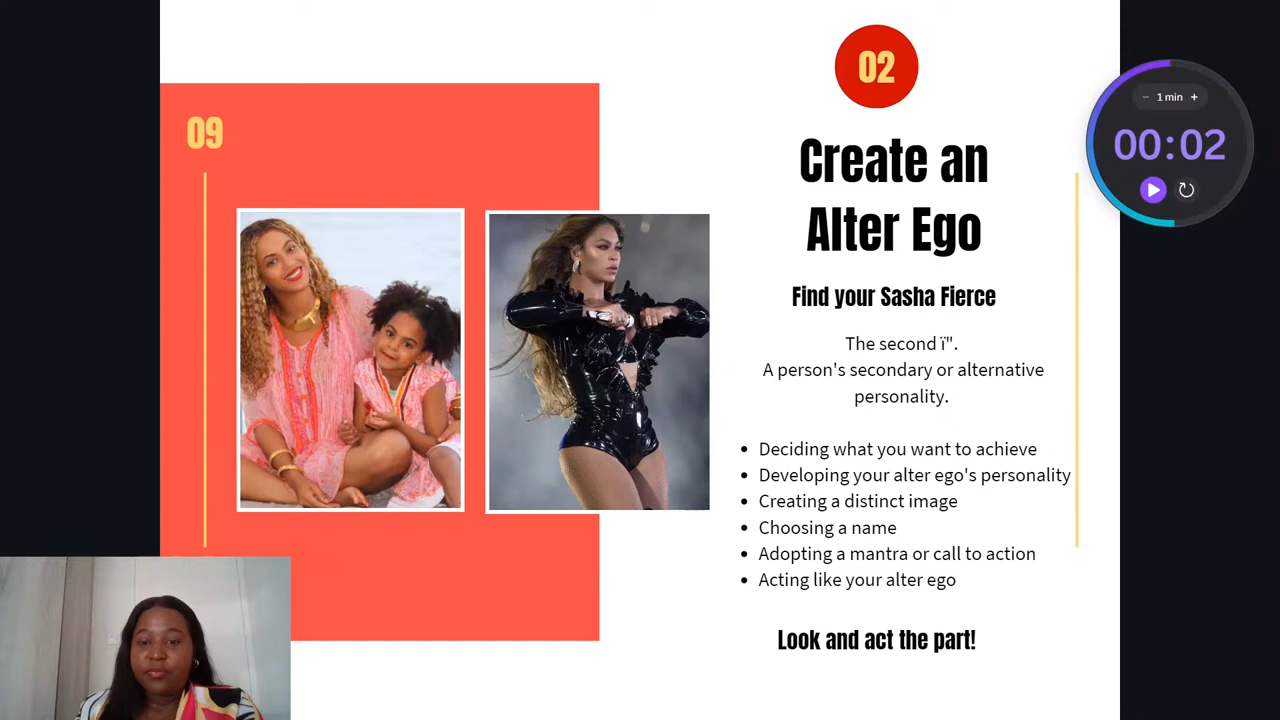 09
02
Create an
Alter Ego
Find your Sasha Fierce
The second ï".
A person's secondary or alternative
personality.
• Deciding what you want to achieve
• Developing your alter ego's personality
• Creating a distinct image
• Choosing a name
• Adopting a mantra or call to action
• Acting like your alter ego
Look and act the part!
− 1 min +
00:02